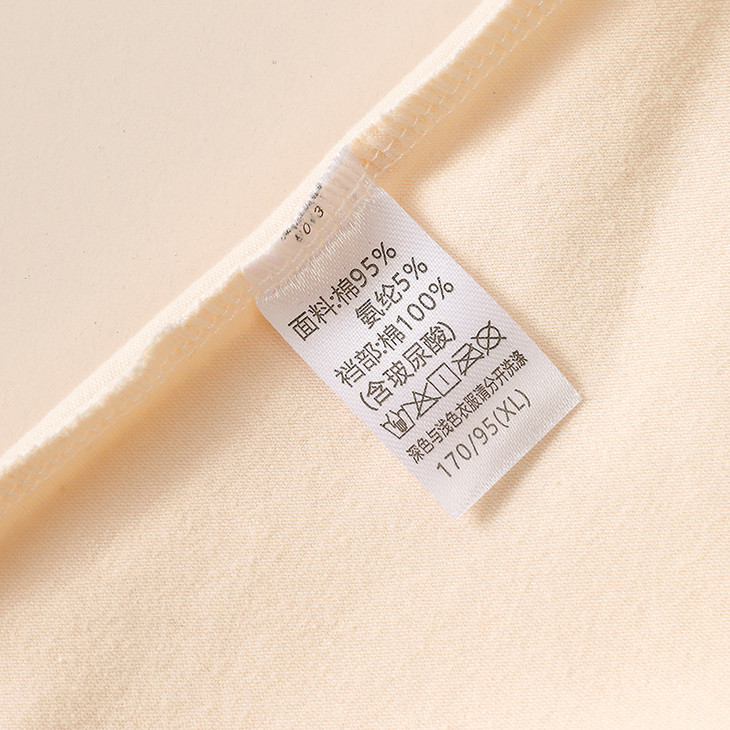 面料:棉95%
氨纶5%
裆部:棉100%
(含玻尿酸)
深色与浅色衣服请分开洗涤
170/95(XL)